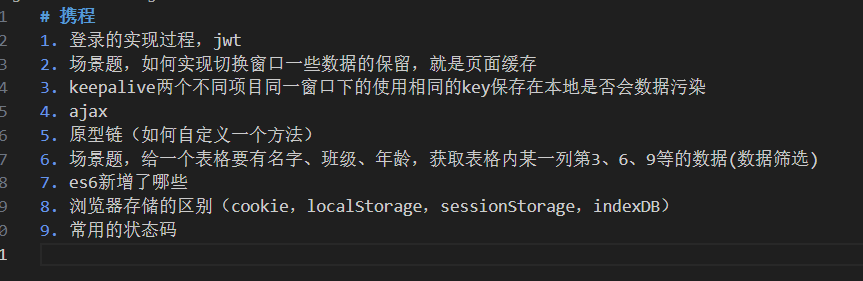 1 # 携程
2 1. 登录的实现过程，jwt
3 2. 场景题，如何实现切换窗口一些数据的保留，就是页面缓存
4 3. keepalive两个不同项目同一窗口下的使用相同的key保存在本地是否会数据污染
5 4. ajax
6 5. 原型链（如何自定义一个方法）
7 6. 场景题，给一个表格要有名字、班级、年龄，获取表格内某一列第3、6、9等的数据(数据筛选)
8 7. es6新增了哪些
9 8. 浏览器存储的区别（cookie，localStorage，sessionStorage，indexDB）
0 9. 常用的状态码
1